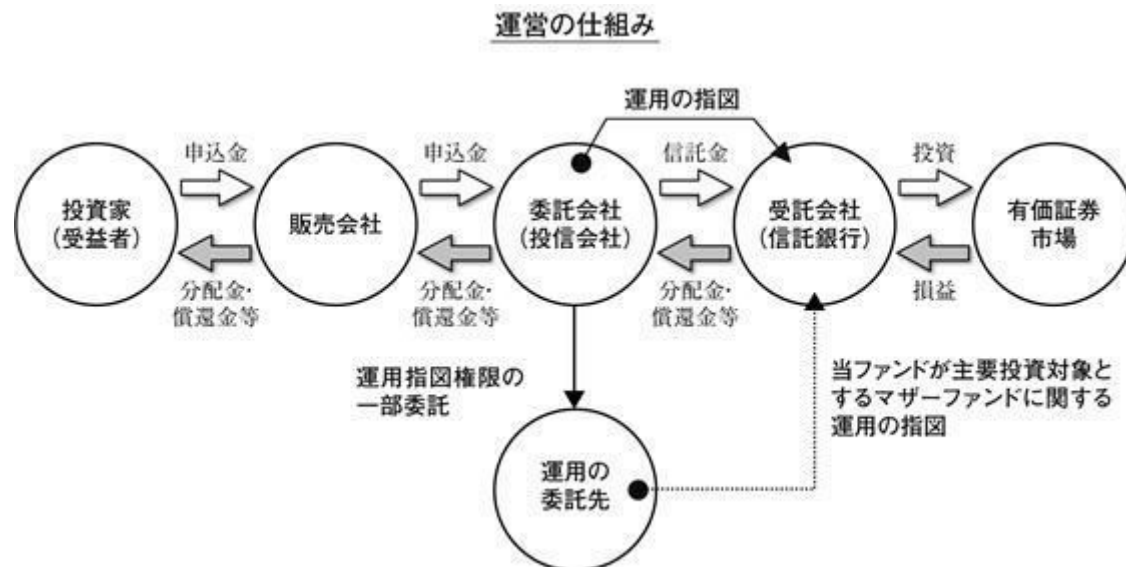 運営の仕組み
運用の指図
申込金
申込金
信託金
投資
投資家
(受益者)
販売会社
委託会社
(投信会社)
受託会社
(信託銀行)
有価証券
市場
分配金・
償還金等
分配金・
償還金等
分配金・
償還金等
損益
運用指図権限の
一部委託
当ファンドが主要投資対象と
するマザーファンドに関する
運用の指図
運用の
委託先